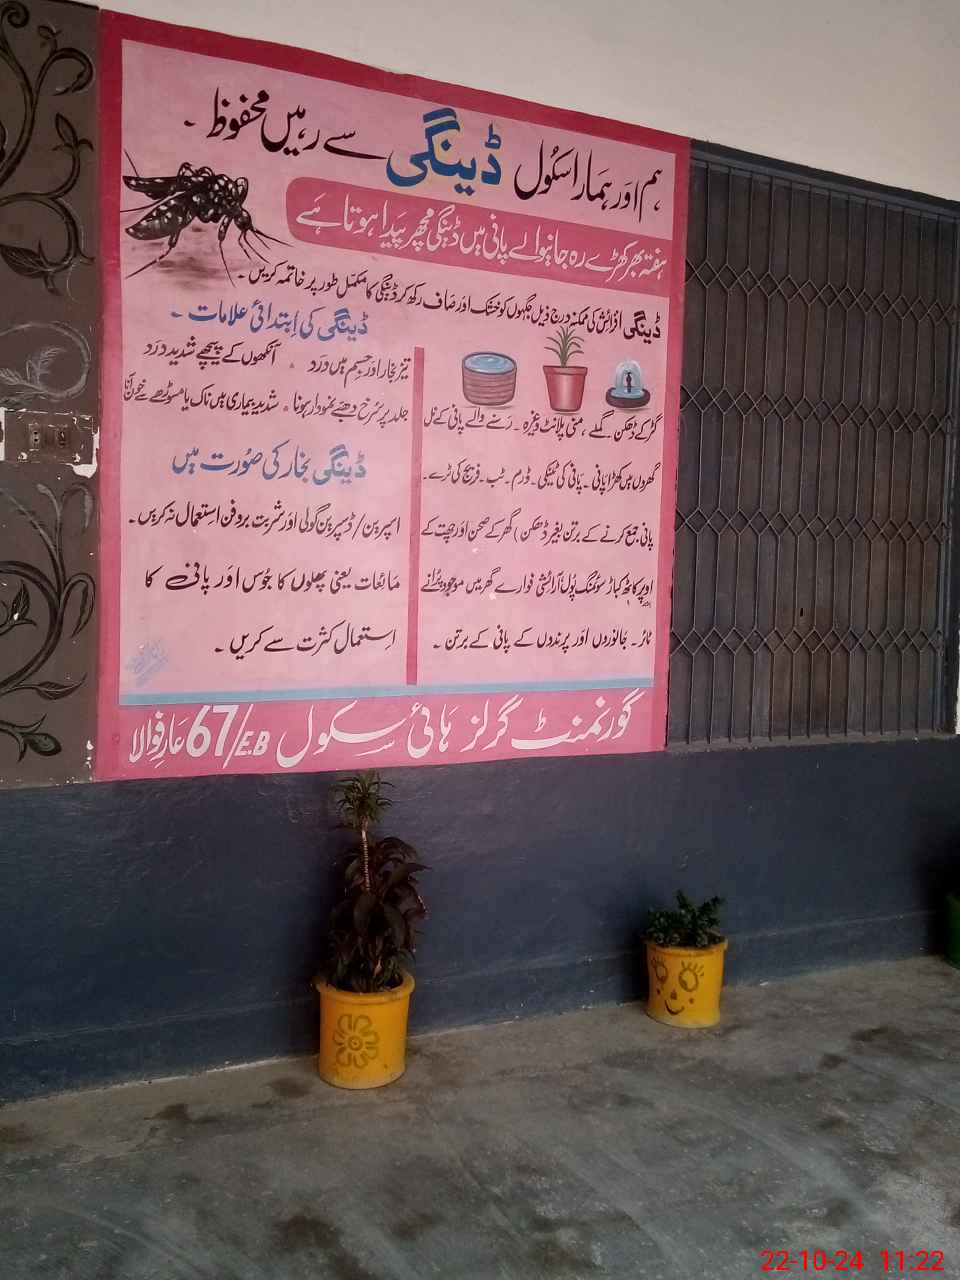 ہم اور ہمارا سکول ڈینگی سے رہیں محفوظ ۔
ہفتہ بھر کھڑے رہ جانیوالے پانی میں ڈینگی مچھر پیدا ہوتا ہے
ڈینگی افزائش کی ممکنہ درج ذیل جگہوں کو خشک اور صاف رکھ کر ڈینگی کا مکمل طور پر خاتمہ کریں ۔
گٹر کے ڈھکن ۔ گملے ، منی پلانٹ وغیرہ ۔ رسنے والے پانی کے نل
گھروں میں کھڑا پانی ۔ پانی کی ٹینکی ۔ ڈرم ۔ ٹب ۔ فریج کی ٹرے ۔
پانی جمع کرنے کے برتن بغیر ڈھکن ) گھر کے صحن اور چھت کے
اوپر کاٹھ کباڑ سوئمنگ پول آرائشی فوارے گھر میں موجود پرانے
ٹائر ۔ جانوروں اور پرندوں کے پانی کے برتن ۔
ڈینگی کی ابتدائی علامات ۔
تیز بخار اور جسم میں درد ٭ آنکھوں کے پیچھے شدید درد
جلد پر سرخ دھبے نمودار ہونا ٭ شدید بیماری میں ناک یا مسوڑھے سے خون آنا
ڈینگی بخار کی صورت میں
اسپرین / ڈسپرین گولی اور شربت بروفن استعمال نہ کریں ۔
مائعات یعنی پھلوں کا جوس اور پانی کا
استعمال کثرت سے کریں ۔
گورنمنٹ گرلز ہائی سکول 67/E.B عارفوالا
22-10-24 11:22